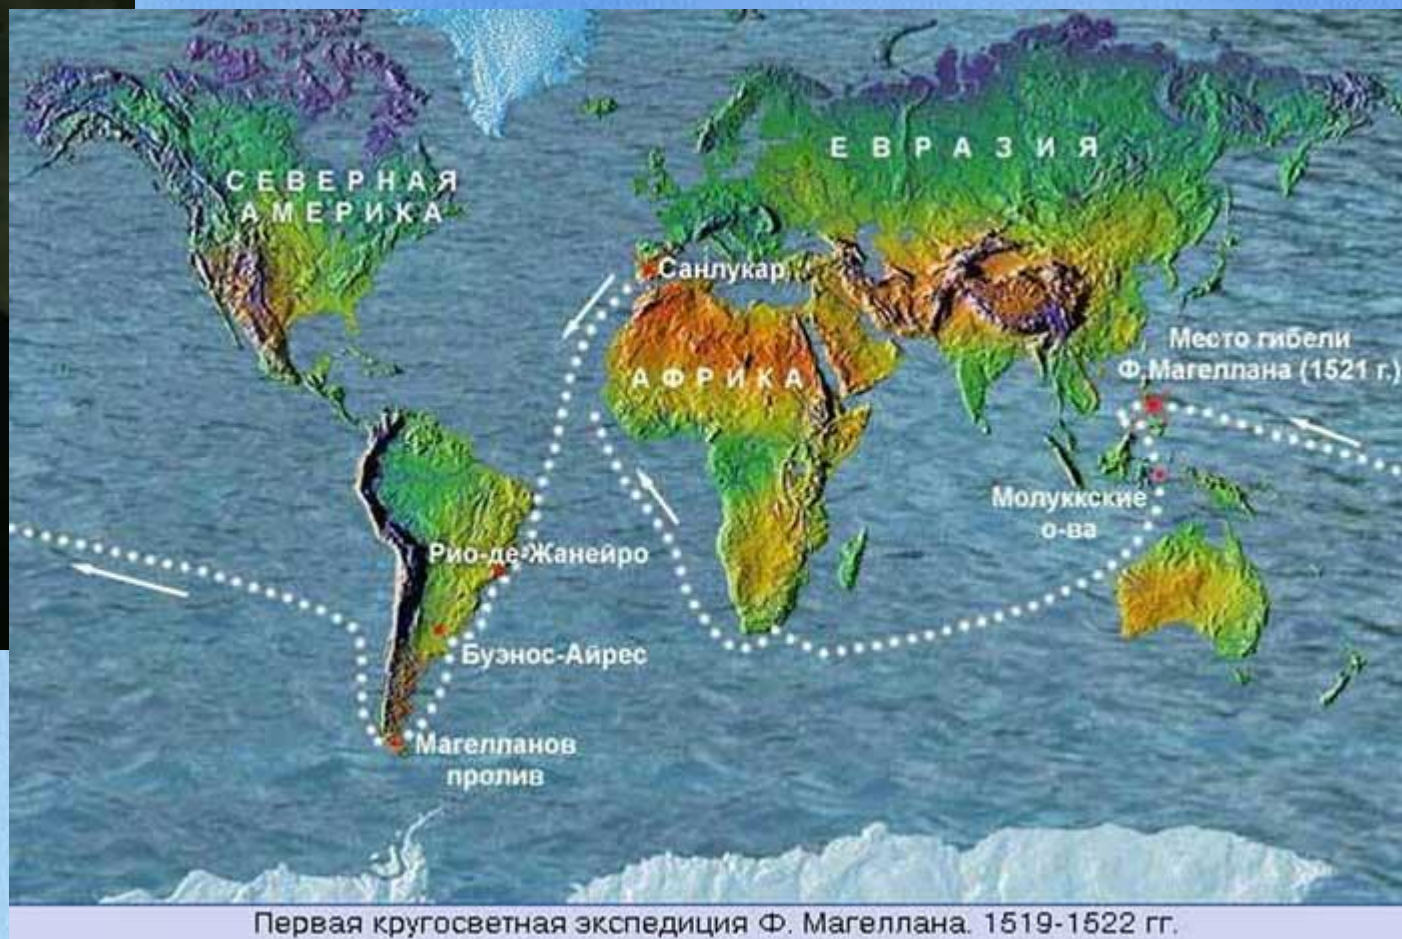 ЕВРАЗИЯ
СЕВЕРНАЯ
АМЕРИКА
Санлукар
Место гибели
Ф.Магеллана (1521 г.)
АФРИКА
Молуккские
о-ва
Рио-де-Жанейро
Буэнос-Айрес
Магелланов
пролив
Первая кругосветная экспедиция Ф. Магеллана. 1519-1522 гг.